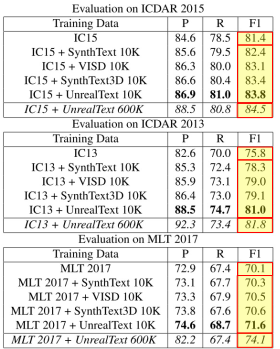 Evaluation on ICDAR 2015
Training Data P R F1
IC15 84.6 78.5 81.4
IC15 + SynthText 10K 85.6 79.5 82.4
IC15 + VISD 10K 86.3 80.0 83.1
IC15 + SynthText3D 10K 86.6 80.4 83.4
IC15 + UnrealText 10K 86.9 81.0 83.8
IC15 + UnrealText 600K 88.5 80.8 84.5
Evaluation on ICDAR 2013
Training Data P R F1
IC13 82.6 70.0 75.8
IC13 + SynthText 10K 85.3 72.4 78.3
IC13 + VISD 10K 85.9 73.1 79.0
IC13 + SynthText3D 10K 86.4 73.0 79.1
IC13 + UnrealText 10K 88.5 74.7 81.0
IC13 + UnrealText 600K 92.3 73.4 81.8
Evaluation on MLT 2017
Training Data P R F1
MLT 2017 72.9 67.4 70.1
MLT 2017 + SynthText 10K 73.1 67.7 70.3
MLT 2017 + VISD 10K 73.3 67.9 70.5
MLT 2017 + SynthText3D 10K 73.8 67.6 70.6
MLT 2017 + UnrealText 10K 74.6 68.7 71.6
MLT 2017 + UnrealText 600K 82.2 67.4 74.1